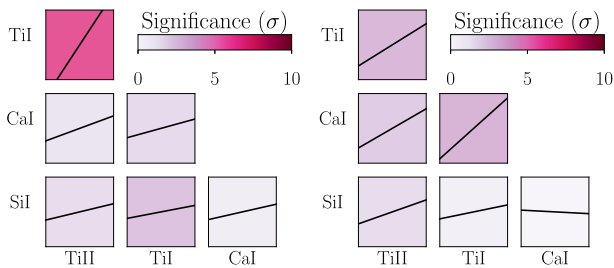 Significance (σ)
0 5 10
TiI
CaI
SiI
TiII TiI CaI
Significance (σ)
0 5 10
TiI
CaI
SiI
TiII TiI CaI